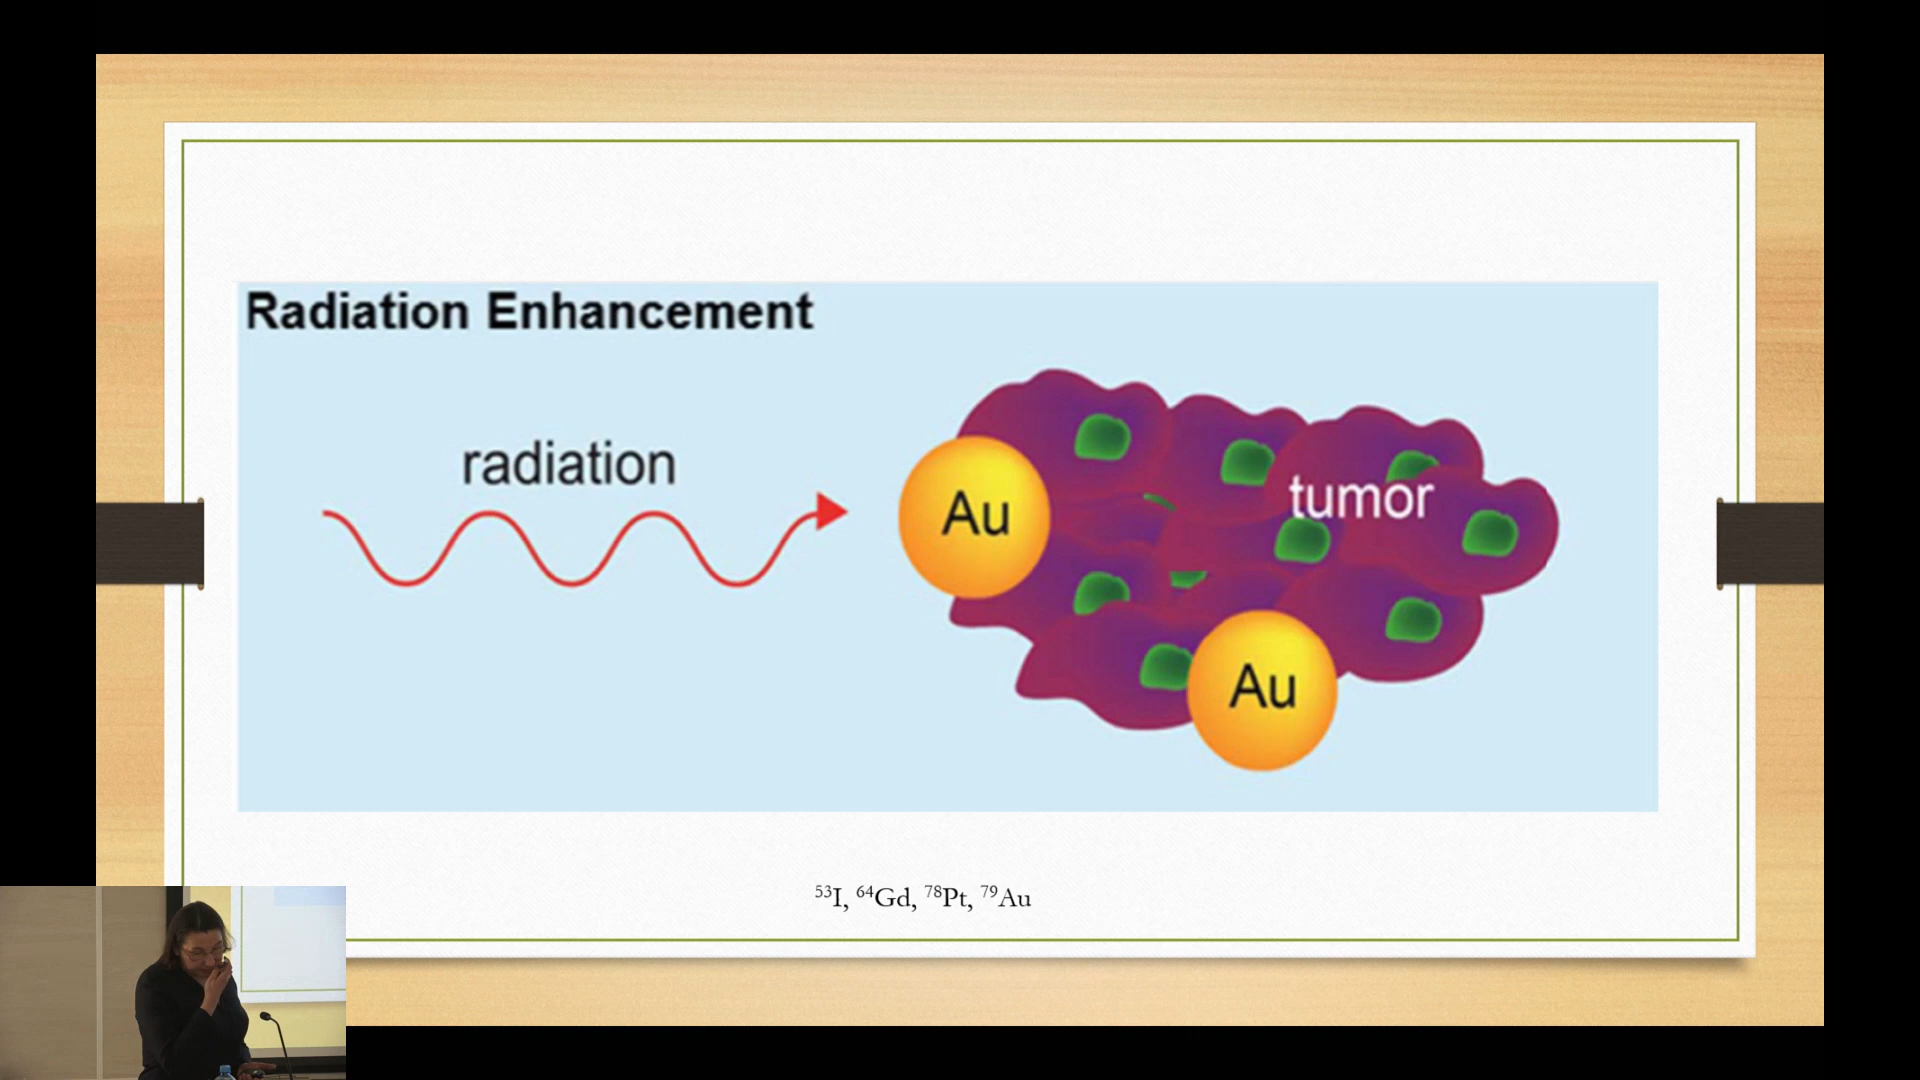 Radiation Enhancement
radiation
tumor
Au
Au
⁵³I, ⁶⁴Gd, ⁷⁸Pt, ⁷⁹Au